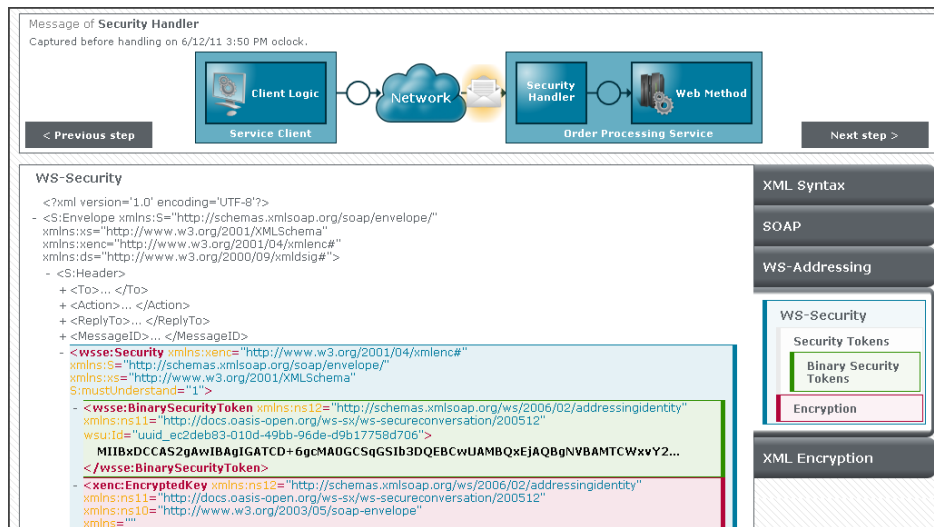 Message of Security Handler
Captured before handling on 6/12/11 3:50 PM oclock.
Client Logic
Network
Security
Handler
Web Method
Service Client
Order Processing Service
< Previous step
Next step >
WS-Security
<?xml version='1.0' encoding='UTF-8'?>
- <S:Envelope xmlns:S="http://schemas.xmlsoap.org/soap/envelope/"
xmlns:xs="http://www.w3.org/2001/XMLSchema"
xmlns:xenc="http://www.w3.org/2001/04/xmlenc#"
xmlns:ds="http://www.w3.org/2000/09/xmldsig#">
- <S:Header>
+ <To>... </To>
+ <Action>... </Action>
+ <ReplyTo>... </ReplyTo>
+ <MessageID>... </MessageID>
- <wsse:Security xmlns:xenc="http://www.w3.org/2001/04/xmlenc#"
xmlns:S="http://schemas.xmlsoap.org/soap/envelope/"
xmlns:xs="http://www.w3.org/2001/XMLSchema"
S:mustUnderstand="1">
- <wsse:BinarySecurityToken xmlns:ns12="http://schemas.xmlsoap.org/ws/2006/02/addressingidentity"
xmlns:ns11="http://docs.oasis-open.org/ws-sx/ws-secureconversation/200512"
wsu:Id="uuid_ec2deb83-010d-49bb-96de-d9b17758d706">
MIIBxDCCAS2gAwIBAgIGATCD+6gcMA0GCSqGSIb3DQEBCwUAMBQxEjAQBgNVBAMTCWxvY2...
</wsse:BinarySecurityToken>
- <xenc:EncryptedKey xmlns:ns12="http://schemas.xmlsoap.org/ws/2006/02/addressingidentity"
xmlns:ns11="http://docs.oasis-open.org/ws-sx/ws-secureconversation/200512"
xmlns:ns10="http://www.w3.org/2003/05/soap-envelope"
xmlns=""
XML Syntax
SOAP
WS-Addressing
WS-Security
Security Tokens
Binary Security
Tokens
Encryption
XML Encryption